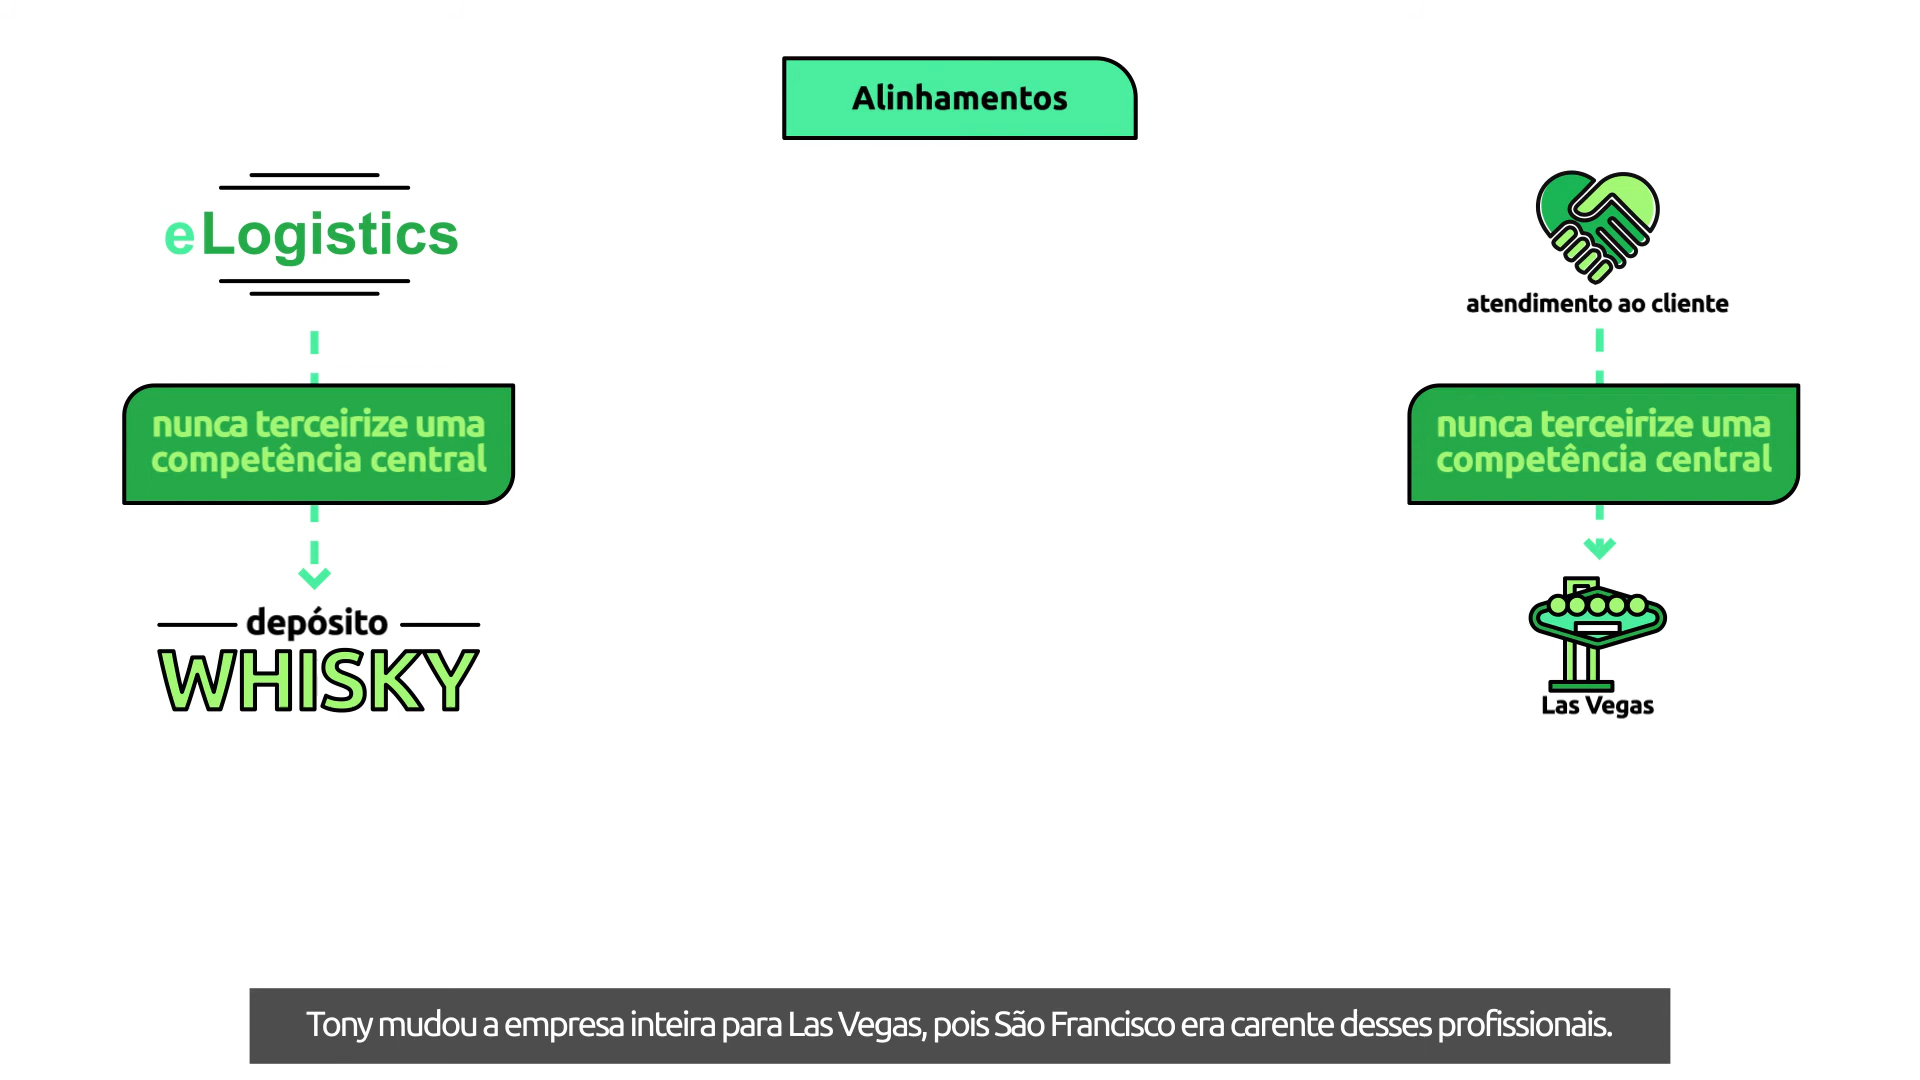 Alinhamentos
eLogistics
nunca terceirize uma
competência central
depósito
WHISKY
atendimento ao cliente
nunca terceirize uma
competência central
Las Vegas
Tony mudou a empresa inteira para Las Vegas, pois São Francisco era carente desses profissionais.